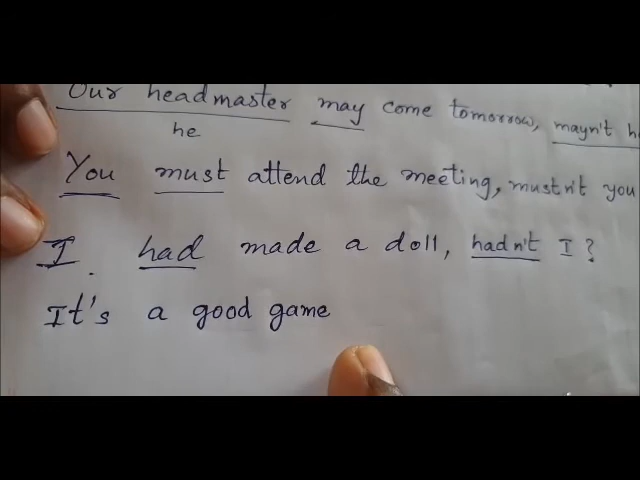 Our headmaster may come tomorrow, mayn't
he
You must attend the meeting, mustn't you
I had made a doll, hadn't I?
It's a good game